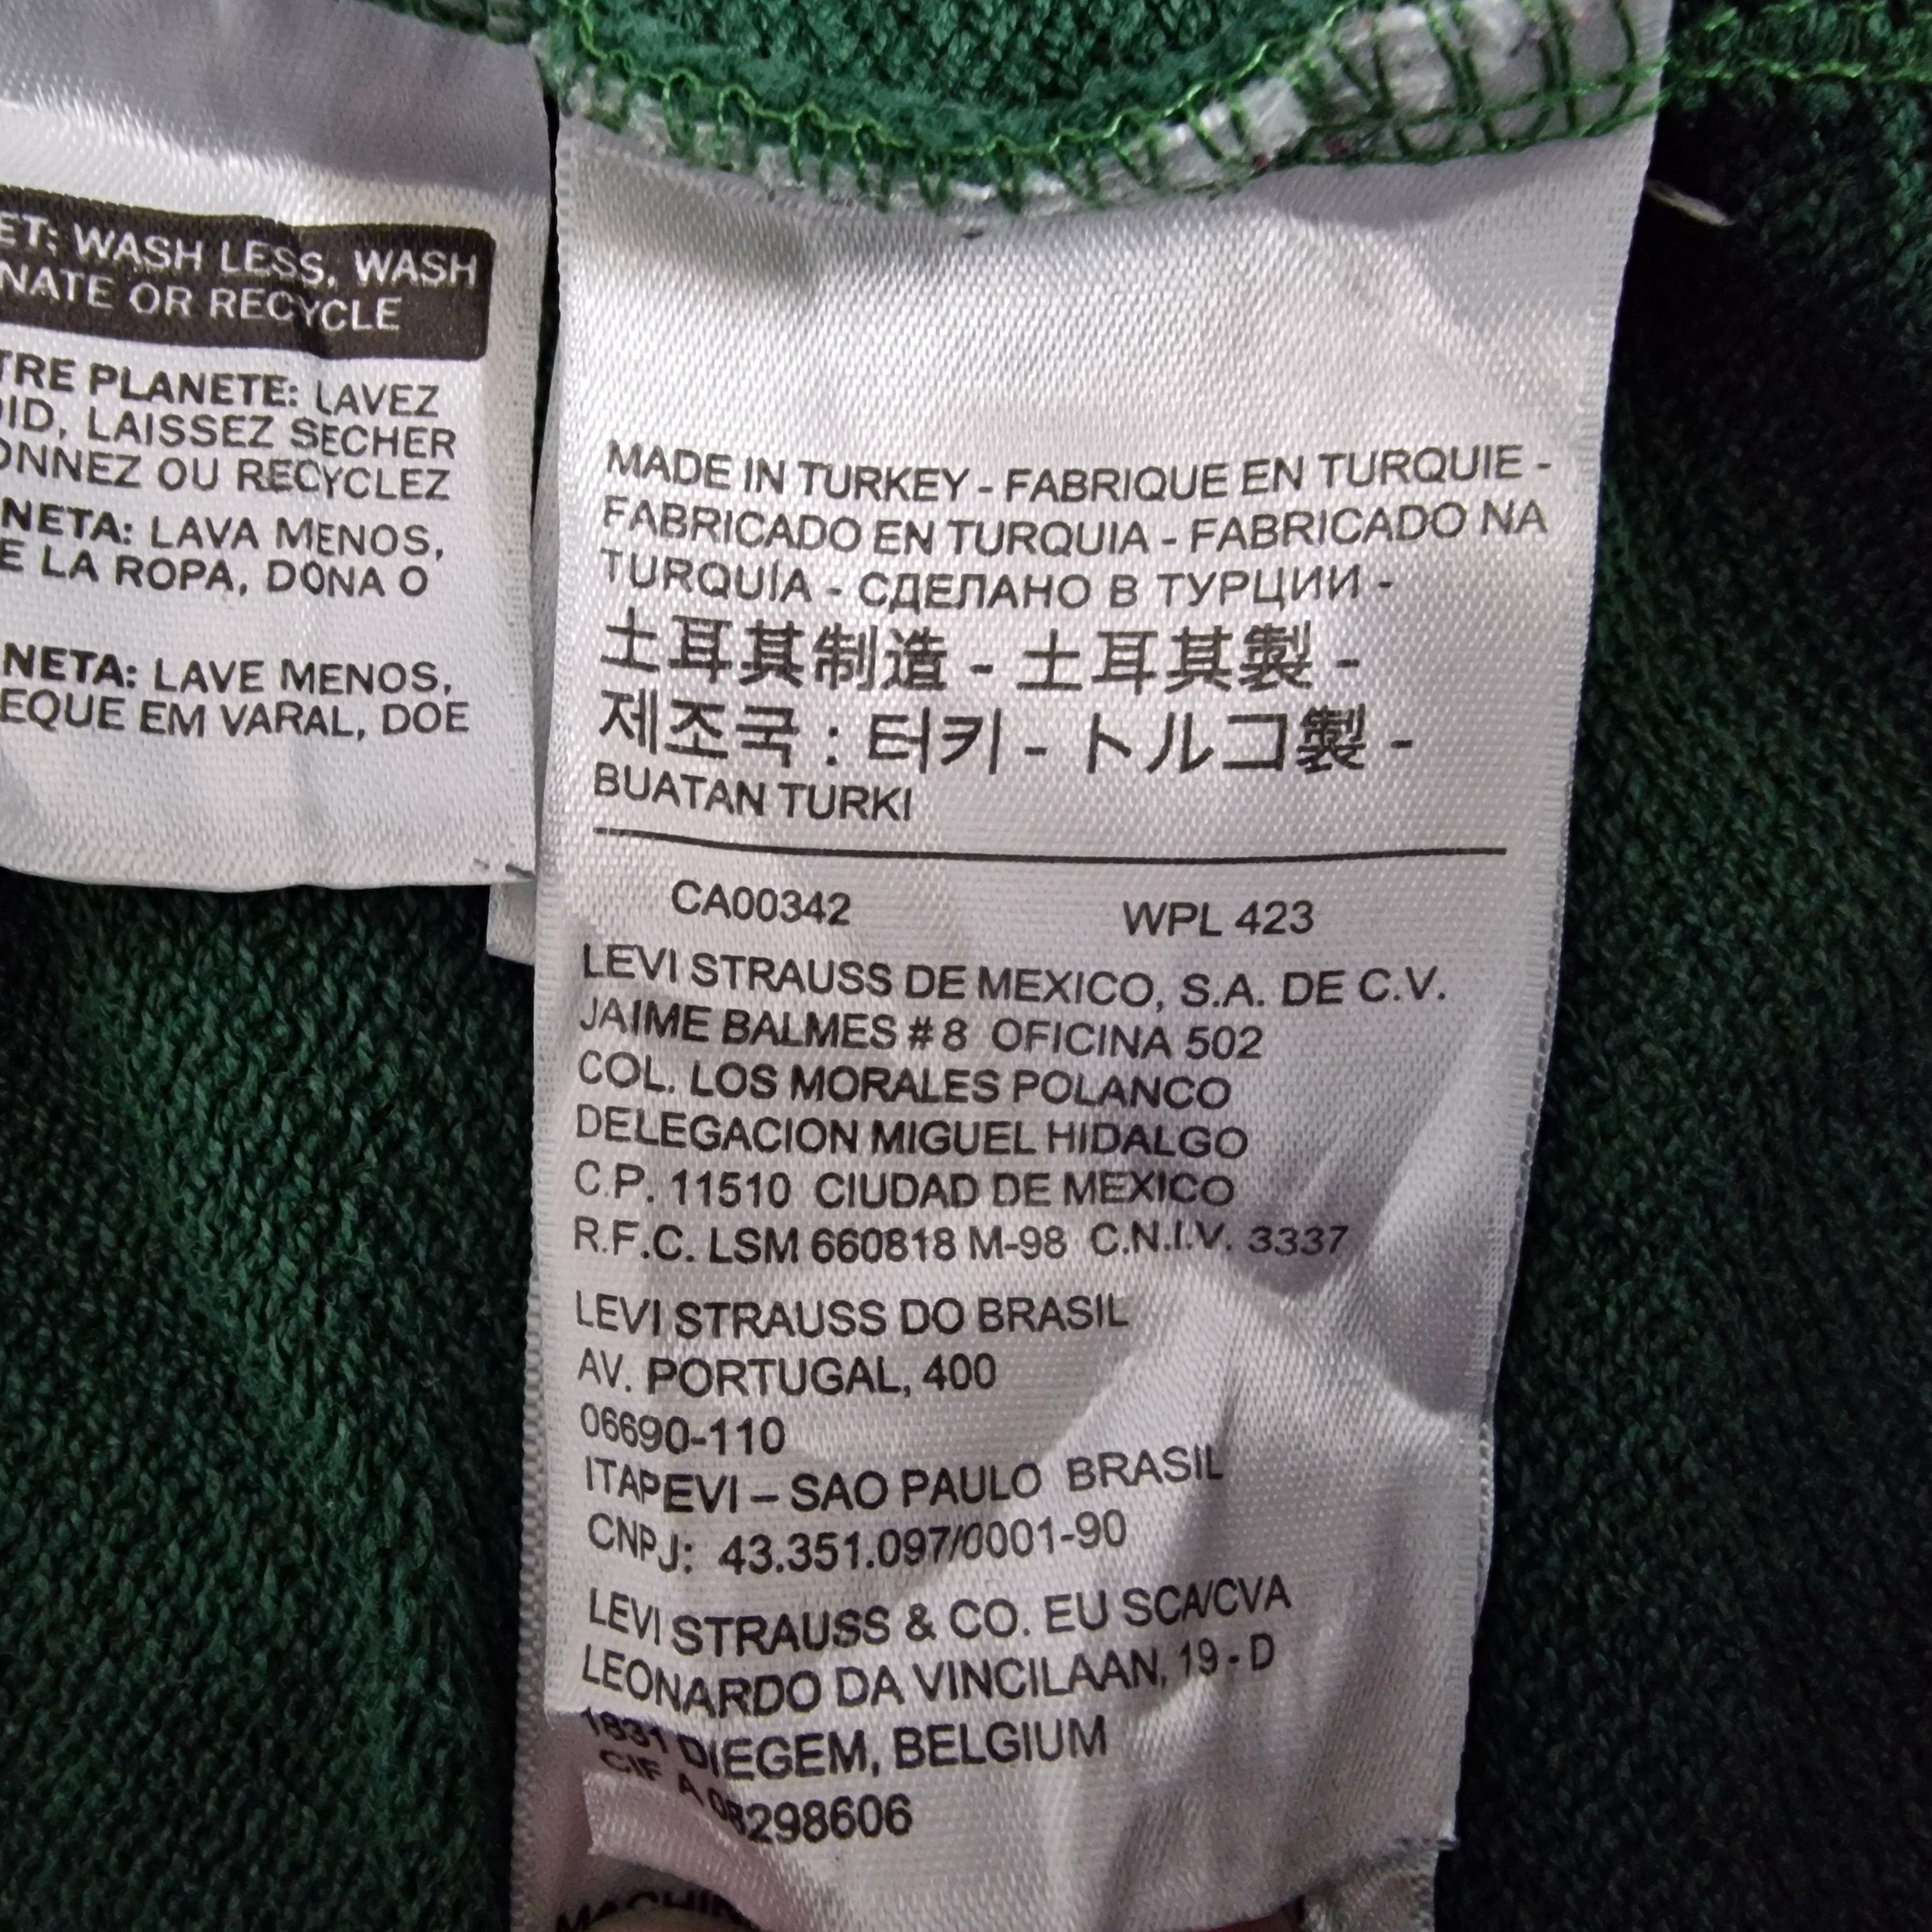 ET: WASH LESS, WASH
NATE OR RECYCLE
TRE PLANETE: LAVEZ
OID, LAISSEZ SECHER
ONNEZ OU RECYCLEZ
NETA: LAVA MENOS,
E LA ROPA, DONA O
NETA: LAVE MENOS,
EQUE EM VARAL, DOE
MADE IN TURKEY - FABRIQUE EN TURQUIE -
FABRICADO EN TURQUIA - FABRICADO NA
TURQUÍA - СДЕЛАНО В ТУРЦИИ -
土耳其制造 - 土耳其製 -
제조국 : 터키 - トルコ製 -
BUATAN TURKI
CA00342 WPL 423
LEVI STRAUSS DE MEXICO, S.A. DE C.V.
JAIME BALMES # 8 OFICINA 502
COL. LOS MORALES POLANCO
DELEGACION MIGUEL HIDALGO
C.P. 11510 CIUDAD DE MEXICO
R.F.C. LSM 660818 M-98 C.N.I.V. 3337
LEVI STRAUSS DO BRASIL
AV. PORTUGAL, 400
06690-110
ITAPEVI – SAO PAULO BRASIL
CNPJ: 43.351.097/0001-90
LEVI STRAUSS & CO. EU SCA/CVA
LEONARDO DA VINCILAAN, 19 - D
1831 DIEGEM, BELGIUM
CIF A 08298606